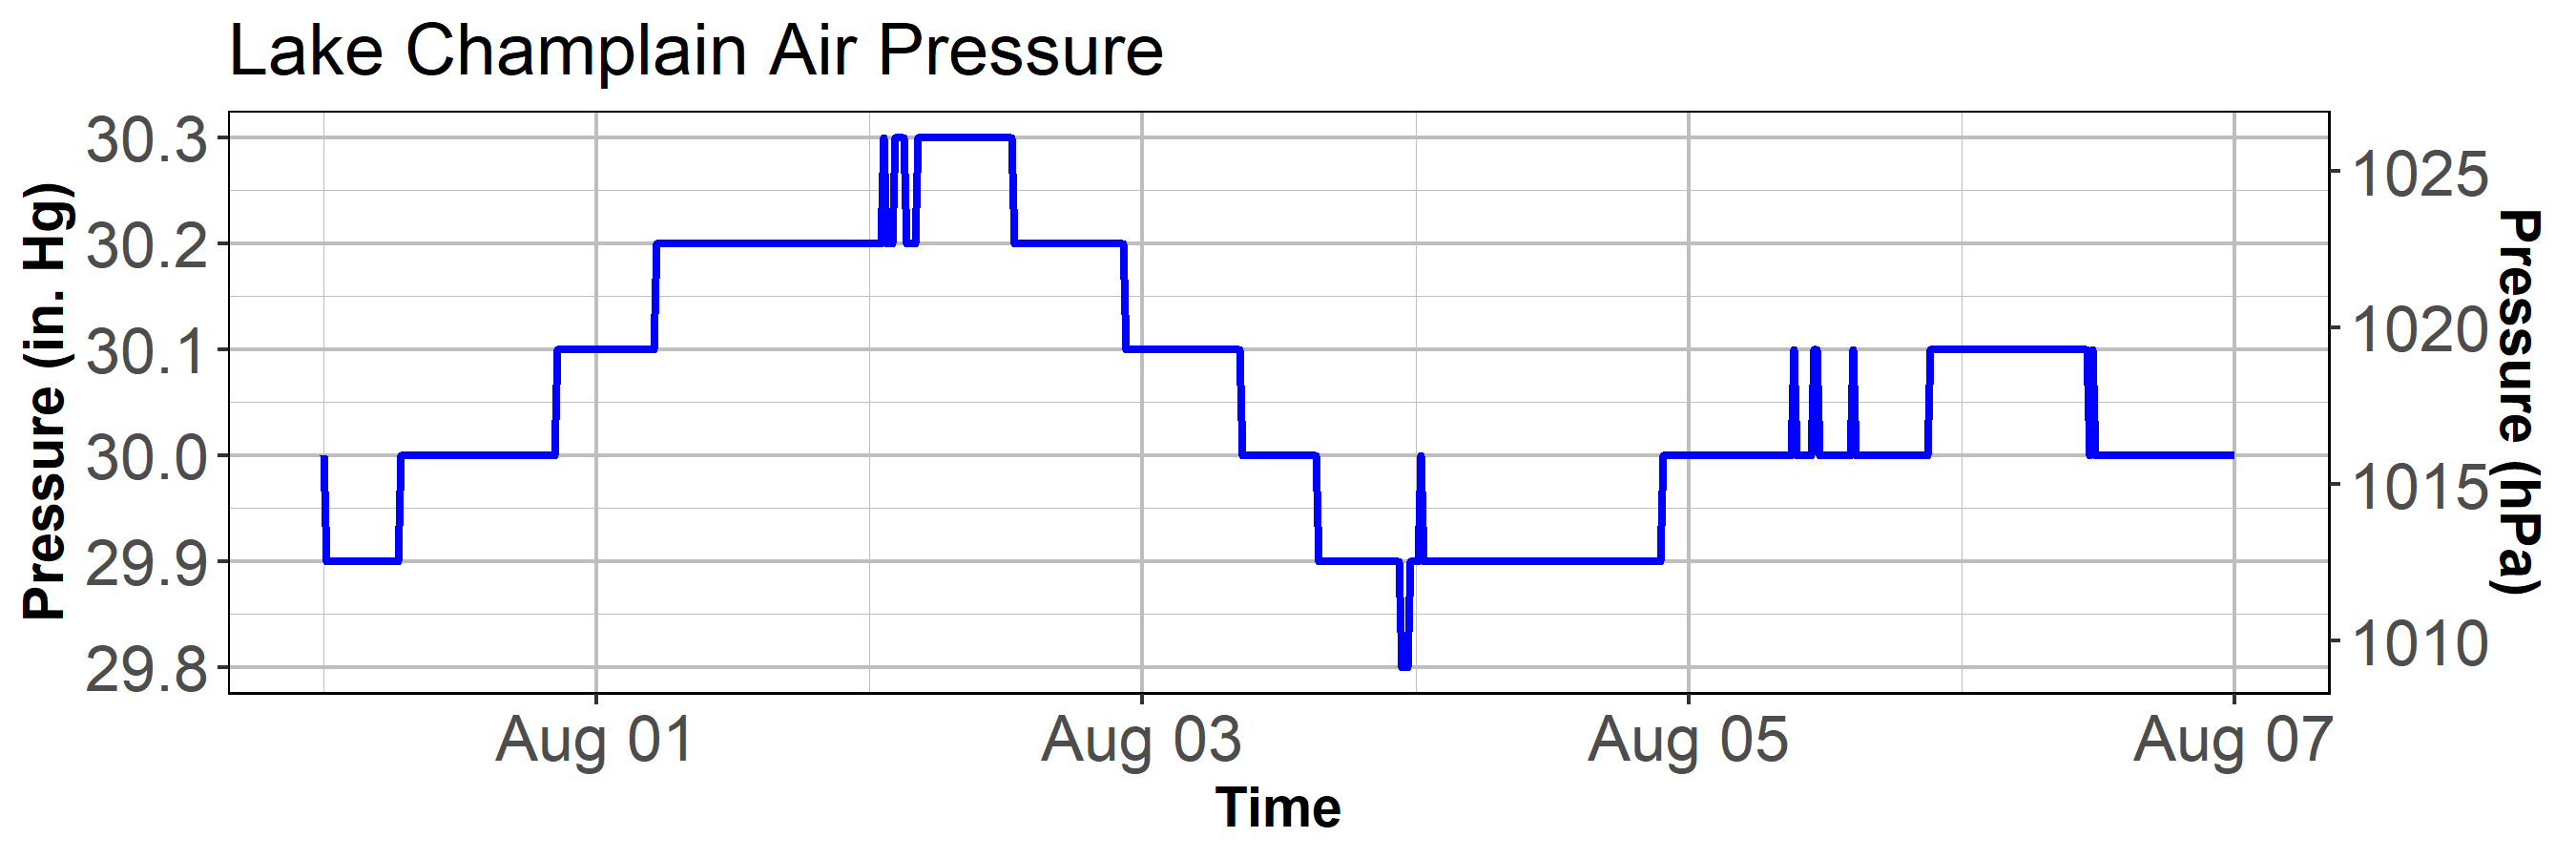 Lake Champlain Air Pressure
Pressure (in. Hg)
30.3
30.2
30.1
30.0
29.9
29.8
1025
1020
1015
1010
Pressure (hPa)
Aug 01 Aug 03 Aug 05 Aug 07
Time